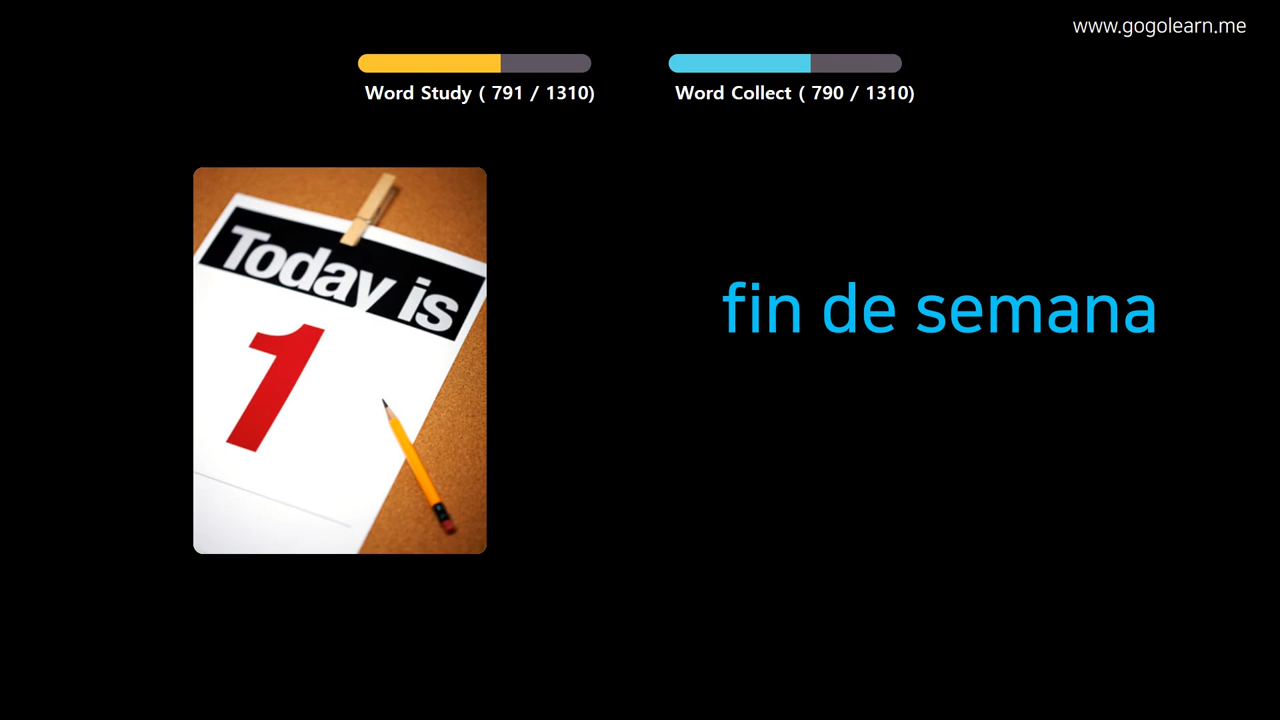 www.gogolearn.me
Word Study ( 791 / 1310)
Word Collect ( 790 / 1310)
Today is
1
fin de semana